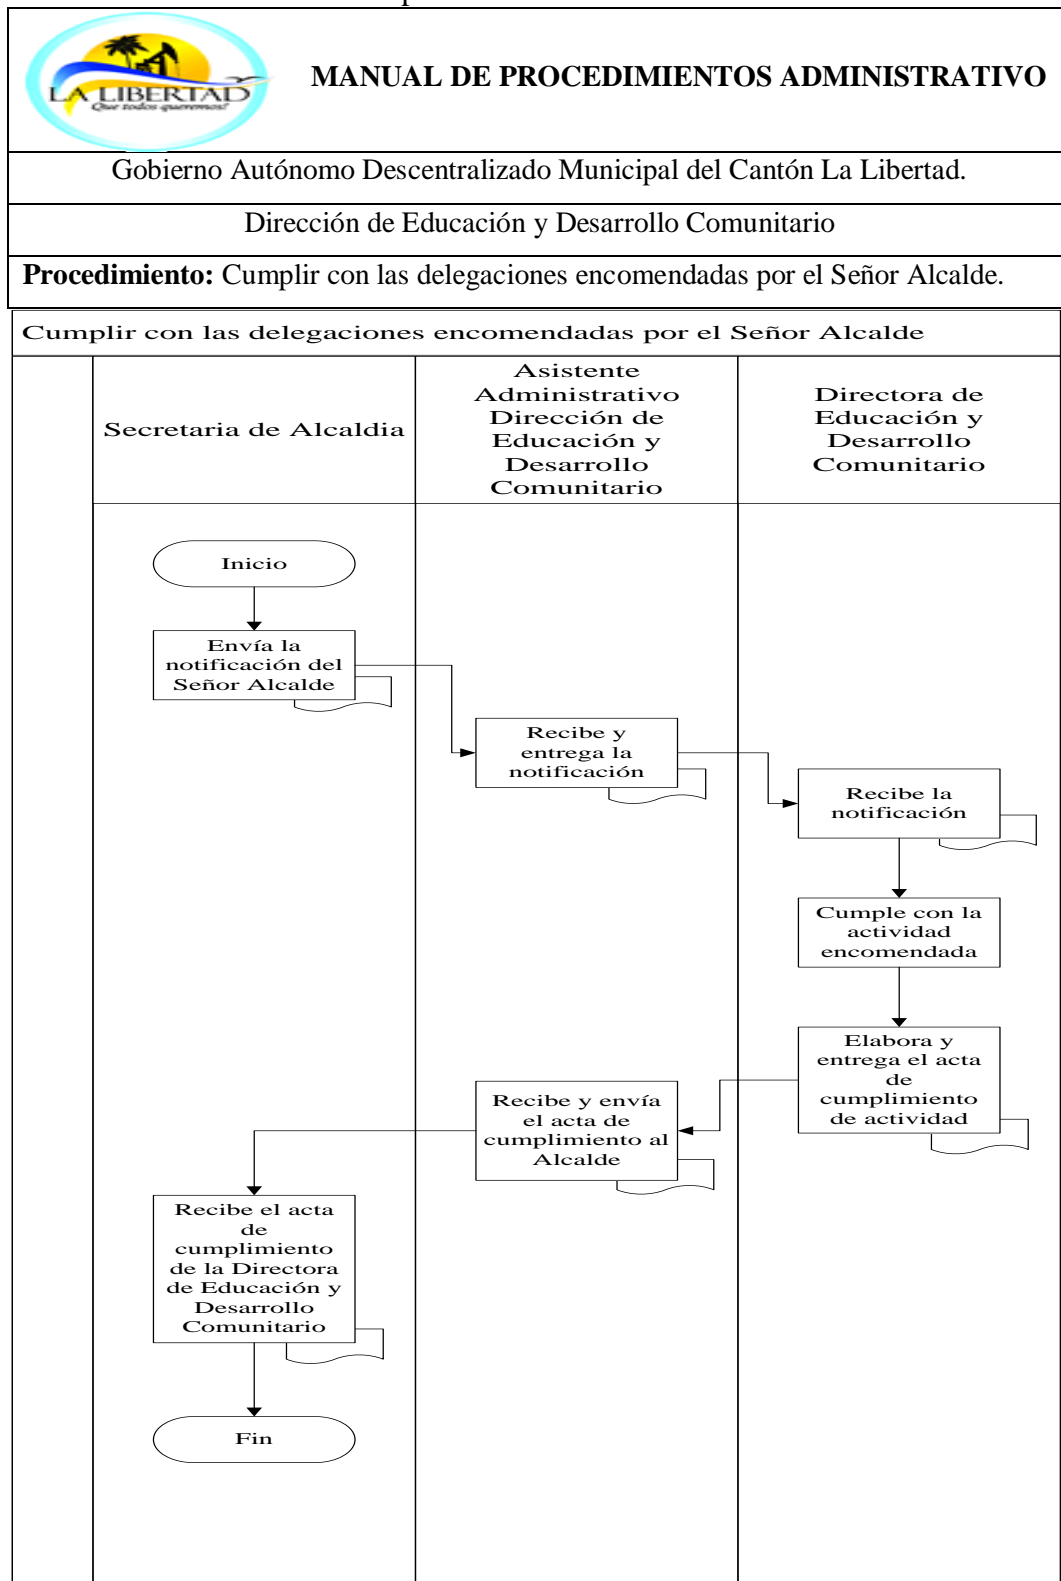 LA LIBERTAD
Que todos queremos!
MANUAL DE PROCEDIMIENTOS ADMINISTRATIVO
Gobierno Autónomo Descentralizado Municipal del Cantón La Libertad.
Dirección de Educación y Desarrollo Comunitario
Procedimiento: Cumplir con las delegaciones encomendadas por el Señor Alcalde.
Cumplir con las delegaciones encomendadas por el Señor Alcalde
Secretaria de Alcaldia
Asistente
Administrativo
Dirección de
Educación y
Desarrollo
Comunitario
Directora de
Educación y
Desarrollo
Comunitario
Inicio
Envía la
notificación del
Señor Alcalde
Recibe y
entrega la
notificación
Recibe la
notificación
Cumple con la
actividad
encomendada
Elabora y
entrega el acta
de
cumplimiento
de actividad
Recibe y envía
el acta de
cumplimiento al
Alcalde
Recibe el acta
de
cumplimiento
de la Directora
de Educación y
Desarrollo
Comunitario
Fin